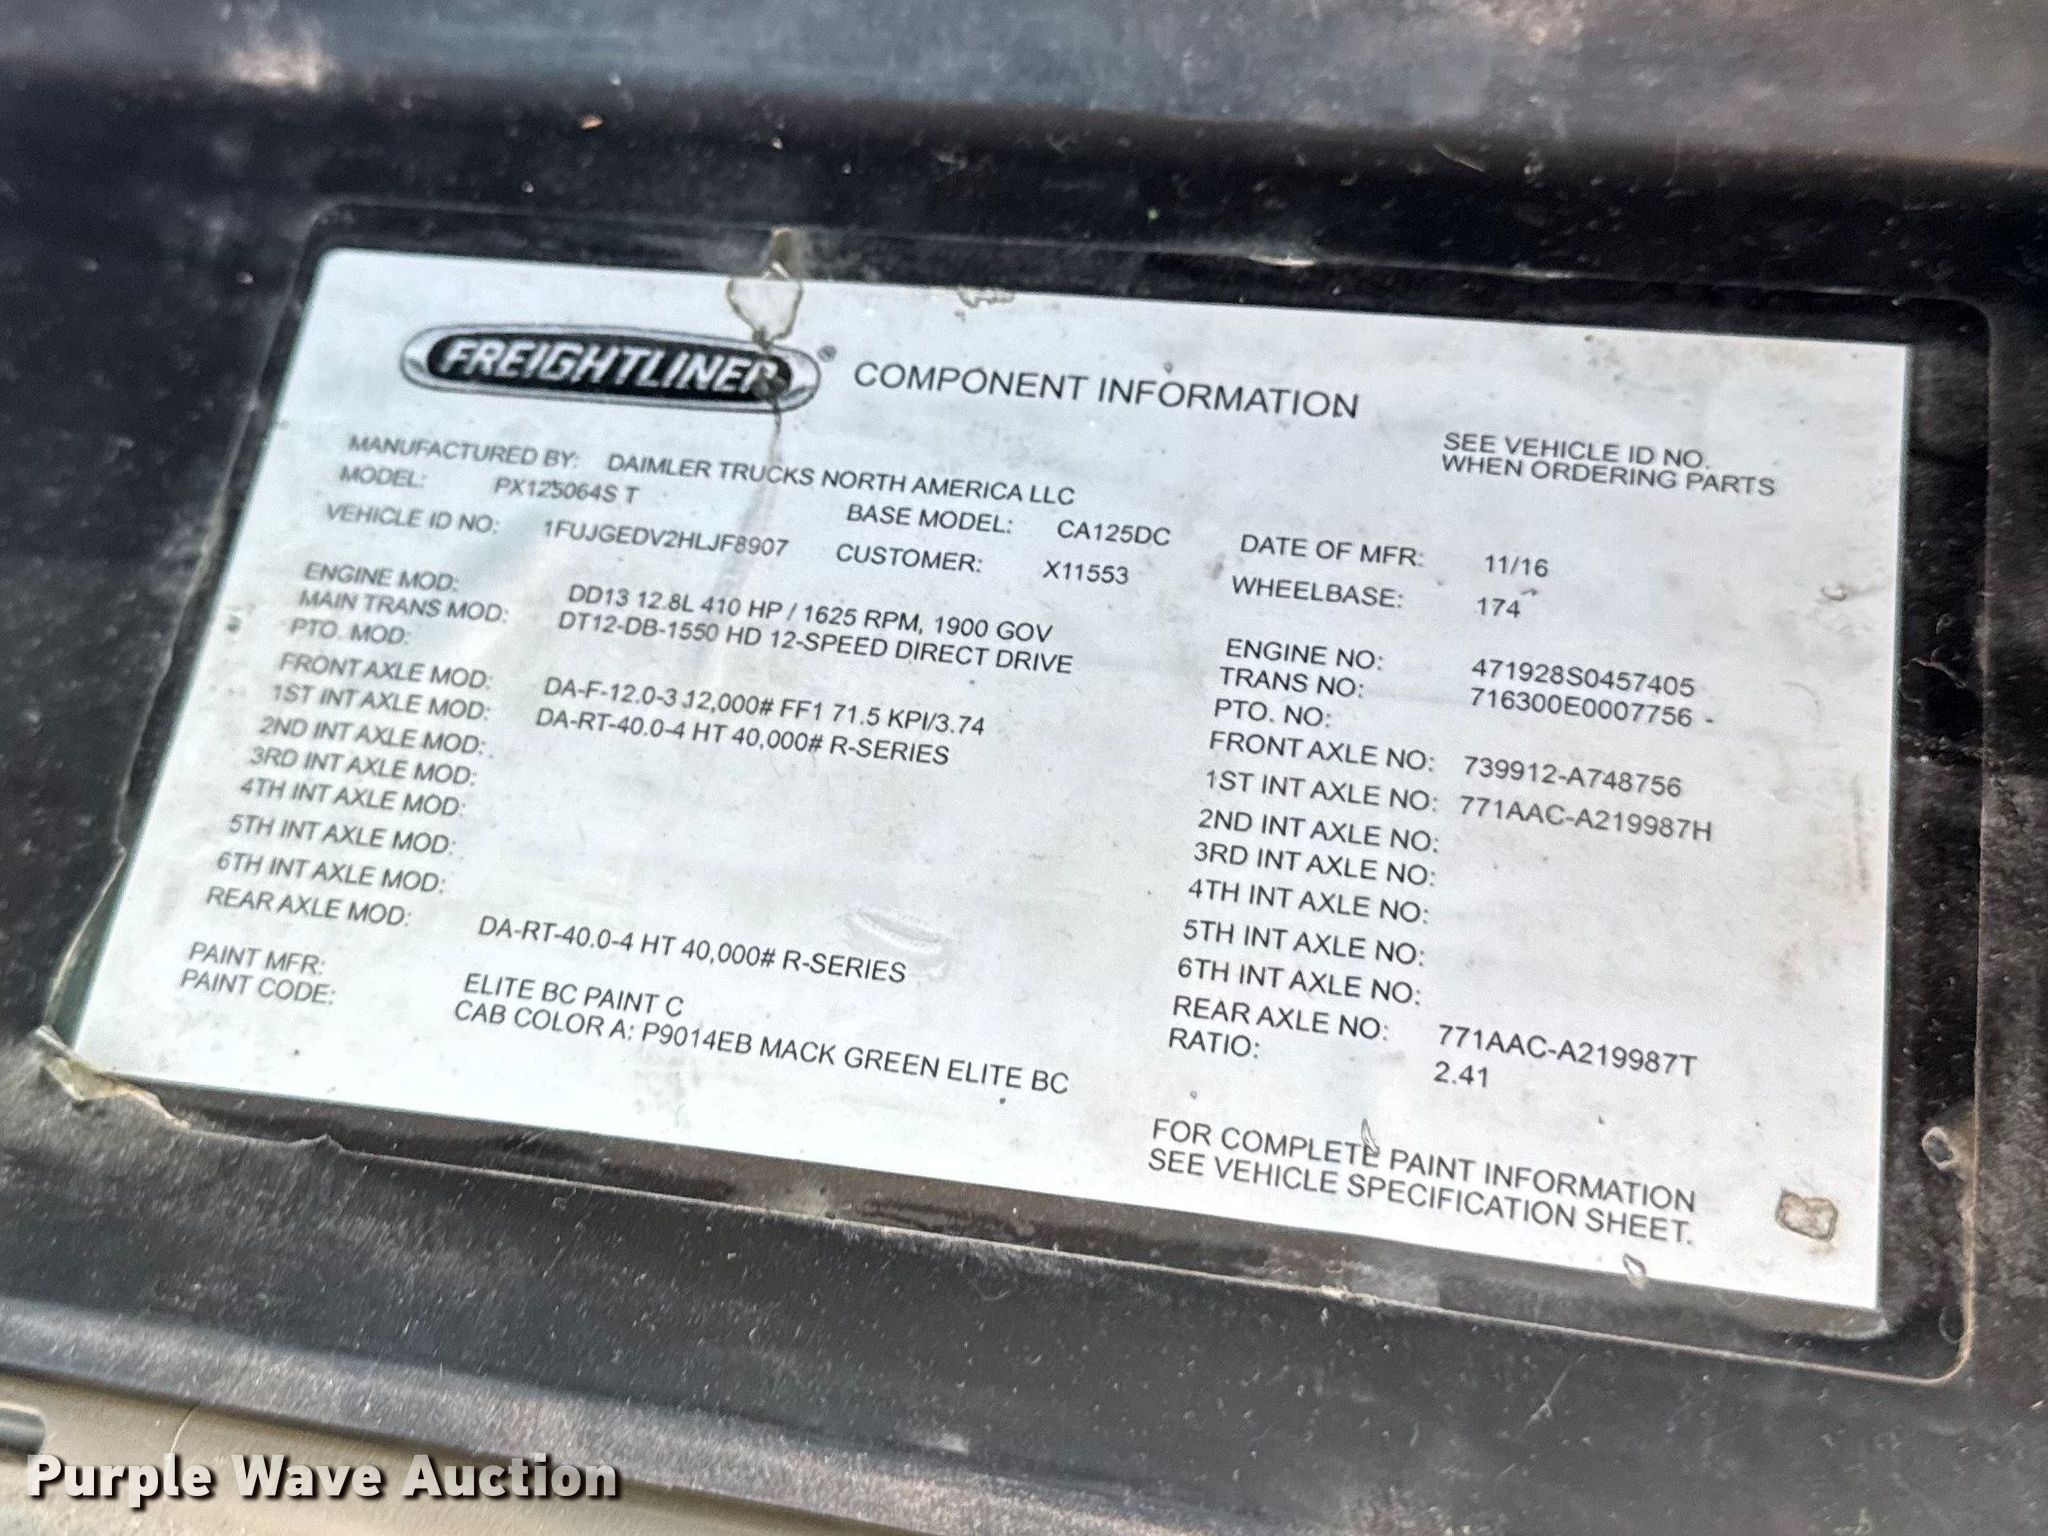 FREIGHTLINER® COMPONENT INFORMATION
SEE VEHICLE ID NO.
WHEN ORDERING PARTS
MANUFACTURED BY: DAIMLER TRUCKS NORTH AMERICA LLC
MODEL: PX125064S T BASE MODEL: CA125DC DATE OF MFR: 11/16
VEHICLE ID NO: 1FUJGEDV2HLJF8907 CUSTOMER: X11553 WHEELBASE: 174
ENGINE MOD: DD13 12.8L 410 HP / 1625 RPM, 1900 GOV ENGINE NO: 471928S0457405
MAIN TRANS MOD: DT12-DB-1550 HD 12-SPEED DIRECT DRIVE TRANS NO: 716300E0007756 -
PTO. MOD: PTO. NO:
FRONT AXLE MOD: DA-F-12.0-3 12,000# FF1 71.5 KPI/3.74 FRONT AXLE NO: 739912-A748756
1ST INT AXLE MOD: DA-RT-40.0-4 HT 40,000# R-SERIES 1ST INT AXLE NO: 771AAC-A219987H
2ND INT AXLE MOD: 2ND INT AXLE NO:
3RD INT AXLE MOD: 3RD INT AXLE NO:
4TH INT AXLE MOD: 4TH INT AXLE NO:
5TH INT AXLE MOD: 5TH INT AXLE NO:
6TH INT AXLE MOD: 6TH INT AXLE NO:
REAR AXLE MOD: DA-RT-40.0-4 HT 40,000# R-SERIES REAR AXLE NO: 771AAC-A219987T
RATIO: 2.41
PAINT MFR: ELITE BC PAINT C
PAINT CODE: CAB COLOR A: P9014EB MACK GREEN ELITE BC
FOR COMPLETE PAINT INFORMATION
SEE VEHICLE SPECIFICATION SHEET.
Purple Wave Auction